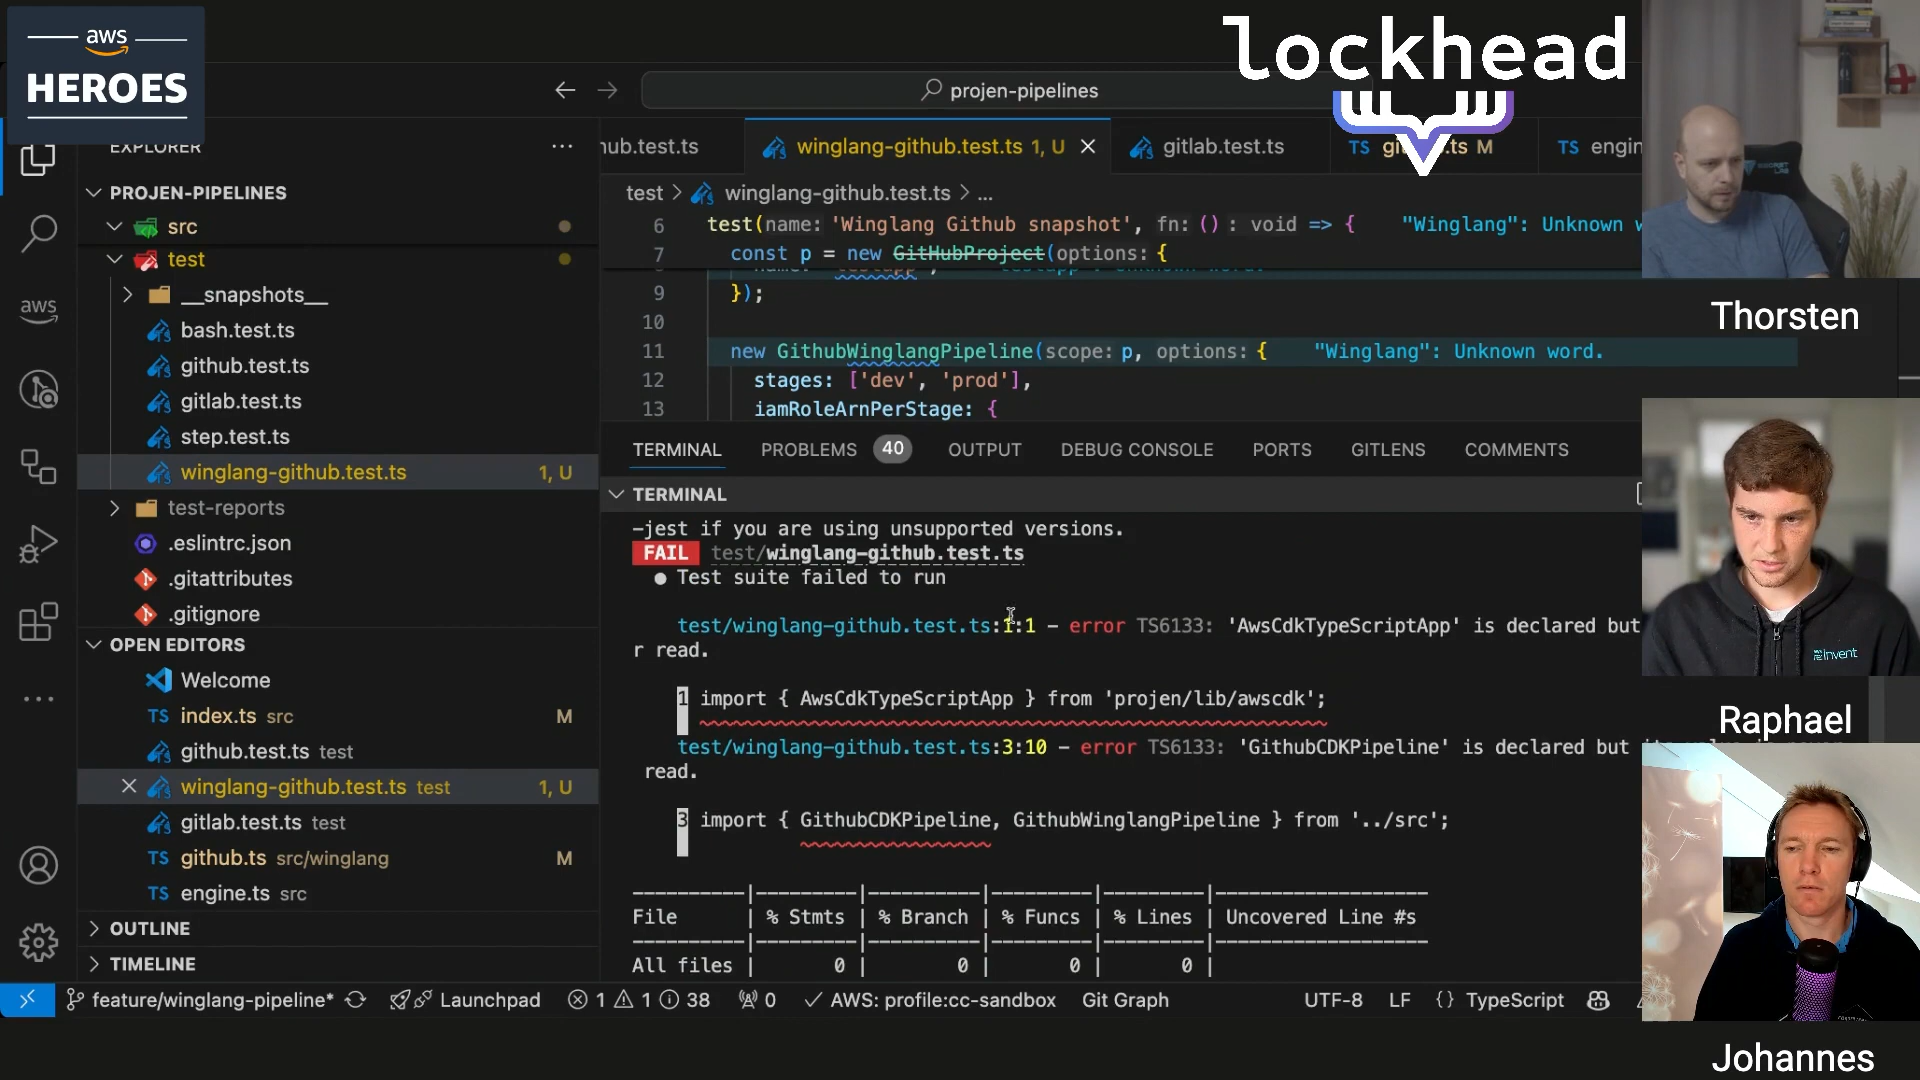 aws
HEROES
projen-pipelines
lockhead
EXPLORER
PROJEN-PIPELINES
src
test
__snapshots__
bash.test.ts
github.test.ts
gitlab.test.ts
step.test.ts
winglang-github.test.ts 1, U
test-reports
.eslintrc.json
.gitattributes
.gitignore
OPEN EDITORS
Welcome
index.ts src M
github.test.ts test
winglang-github.test.ts test 1, U
gitlab.test.ts test
github.ts src/winglang M
engine.ts src
OUTLINE
TIMELINE
aws
hub.test.ts
winglang-github.test.ts 1, U
gitlab.test.ts
TS
.ts M
TS engin
test > winglang-github.test.ts > ...
6 test(name: 'Winglang Github snapshot', fn: () : void => { "Winglang": Unknown w
7 const p = new GitHubProject(options: {
9 });
10
11 new GithubWinglangPipeline(scope: p, options: { "Winglang": Unknown word.
12 stages: ['dev', 'prod'],
13 iamRoleArnPerStage: {
TERMINAL PROBLEMS 40 OUTPUT DEBUG CONSOLE PORTS GITLENS COMMENTS
TERMINAL
-jest if you are using unsupported versions.
FAIL test/winglang-github.test.ts
● Test suite failed to run
test/winglang-github.test.ts:1:1 - error TS6133: 'AwsCdkTypeScriptApp' is declared but
r read.
1 import { AwsCdkTypeScriptApp } from 'projen/lib/awscdk';
test/winglang-github.test.ts:3:10 - error TS6133: 'GithubCDKPipeline' is declared but
read.
3 import { GithubCDKPipeline, GithubWinglangPipeline } from '../src';
----------|---------|----------|---------|---------|-------------------
File | % Stmts | % Branch | % Funcs | % Lines | Uncovered Line #s
----------|---------|----------|---------|---------|-------------------
All files | 0 | 0 | 0 | 0 |
feature/winglang-pipeline* Launchpad 1 1 38 0 AWS: profile:cc-sandbox Git Graph UTF-8 LF {} TypeScript
Thorsten
re:Invent
Raphael
Johannes